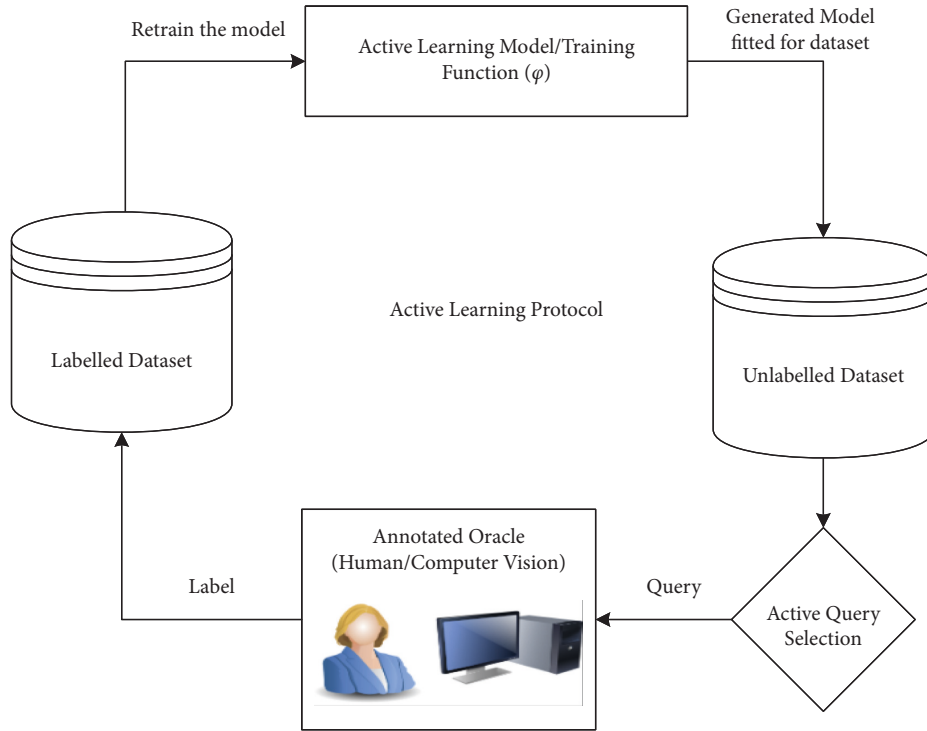 Retrain the model
Active Learning Model/Training
Function (φ)
Generated Model
fitted for dataset
Labelled Dataset
Active Learning Protocol
Unlabelled Dataset
Annotated Oracle
(Human/Computer Vision)
Label
Query
Active Query
Selection